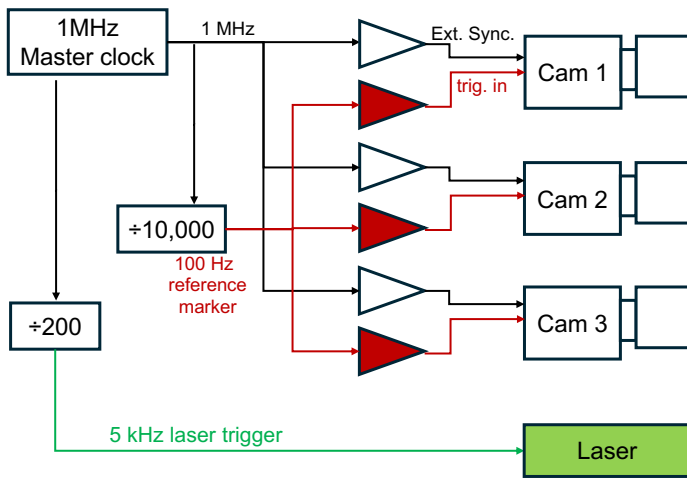 1MHz
Master clock
1 MHz
Ext. Sync.
Cam 1
trig. in
Cam 2
÷10,000
100 Hz
reference
marker
÷200
Cam 3
5 kHz laser trigger
Laser